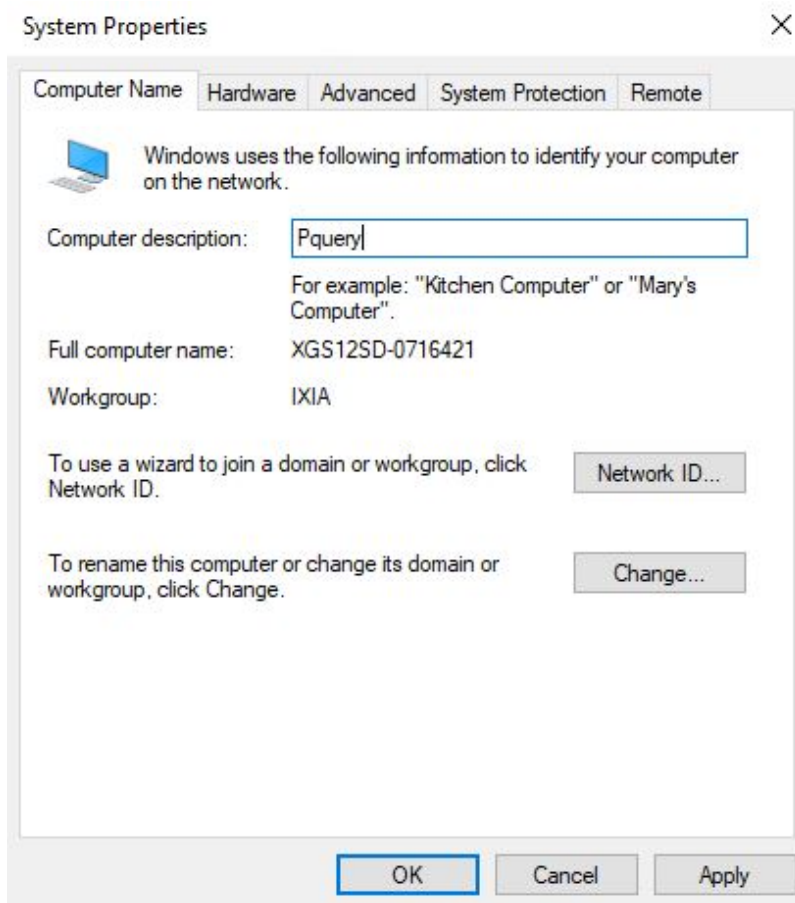 System Properties
Computer Name Hardware Advanced System Protection Remote
Windows uses the following information to identify your computer
on the network.
Computer description: Pquery
For example: "Kitchen Computer" or "Mary's
Computer".
Full computer name: XGS12SD-0716421
Workgroup: IXIA
To use a wizard to join a domain or workgroup, click
Network ID.
Network ID...
To rename this computer or change its domain or
workgroup, click Change.
Change...
OK Cancel Apply